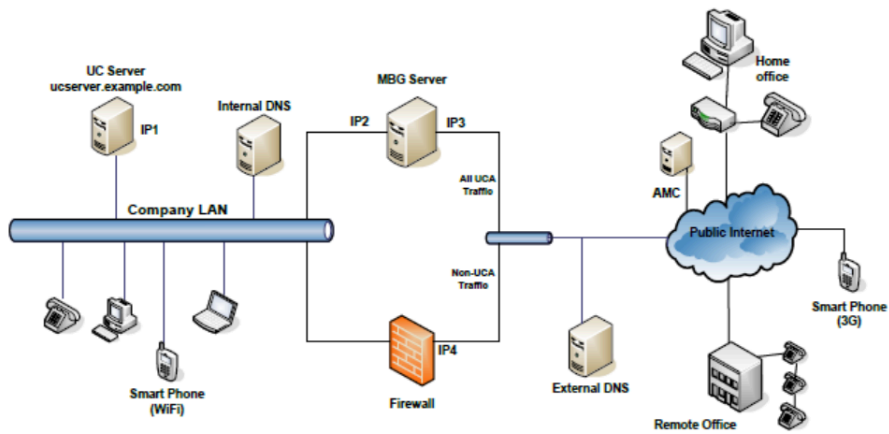 UC Server
ucserver.example.com
IP1
Internal DNS
MBG Server
IP2
IP3
Home
office
All UCA
Traffic
AMC
Company LAN
Public Internet
Non-UCA
Traffic
Smart Phone
(3G)
IP4
Smart Phone
(WiFi)
Firewall
External DNS
Remote Office